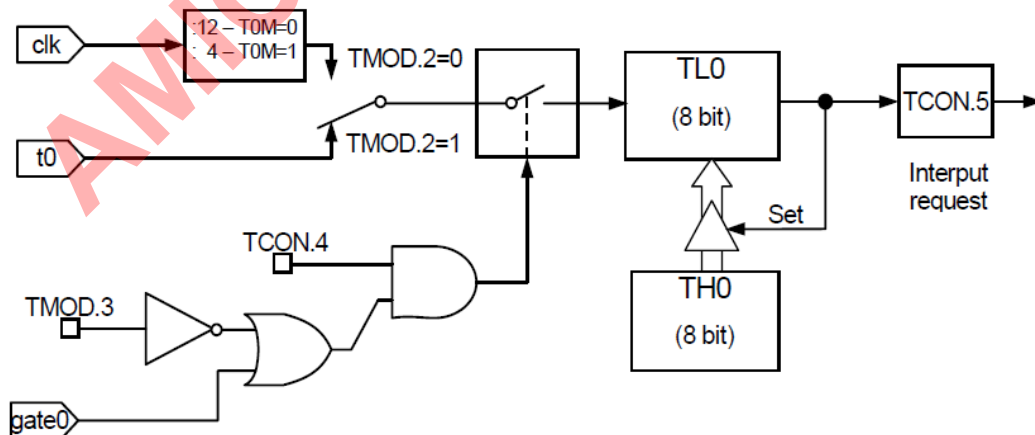 clk
:12 – T0M=0
: 4 – T0M=1
TMOD.2=0
TMOD.2=1
t0
TL0
(8 bit)
TCON.5
Interput
request
Set
TCON.4
TH0
(8 bit)
TMOD.3
gate0
AMIC